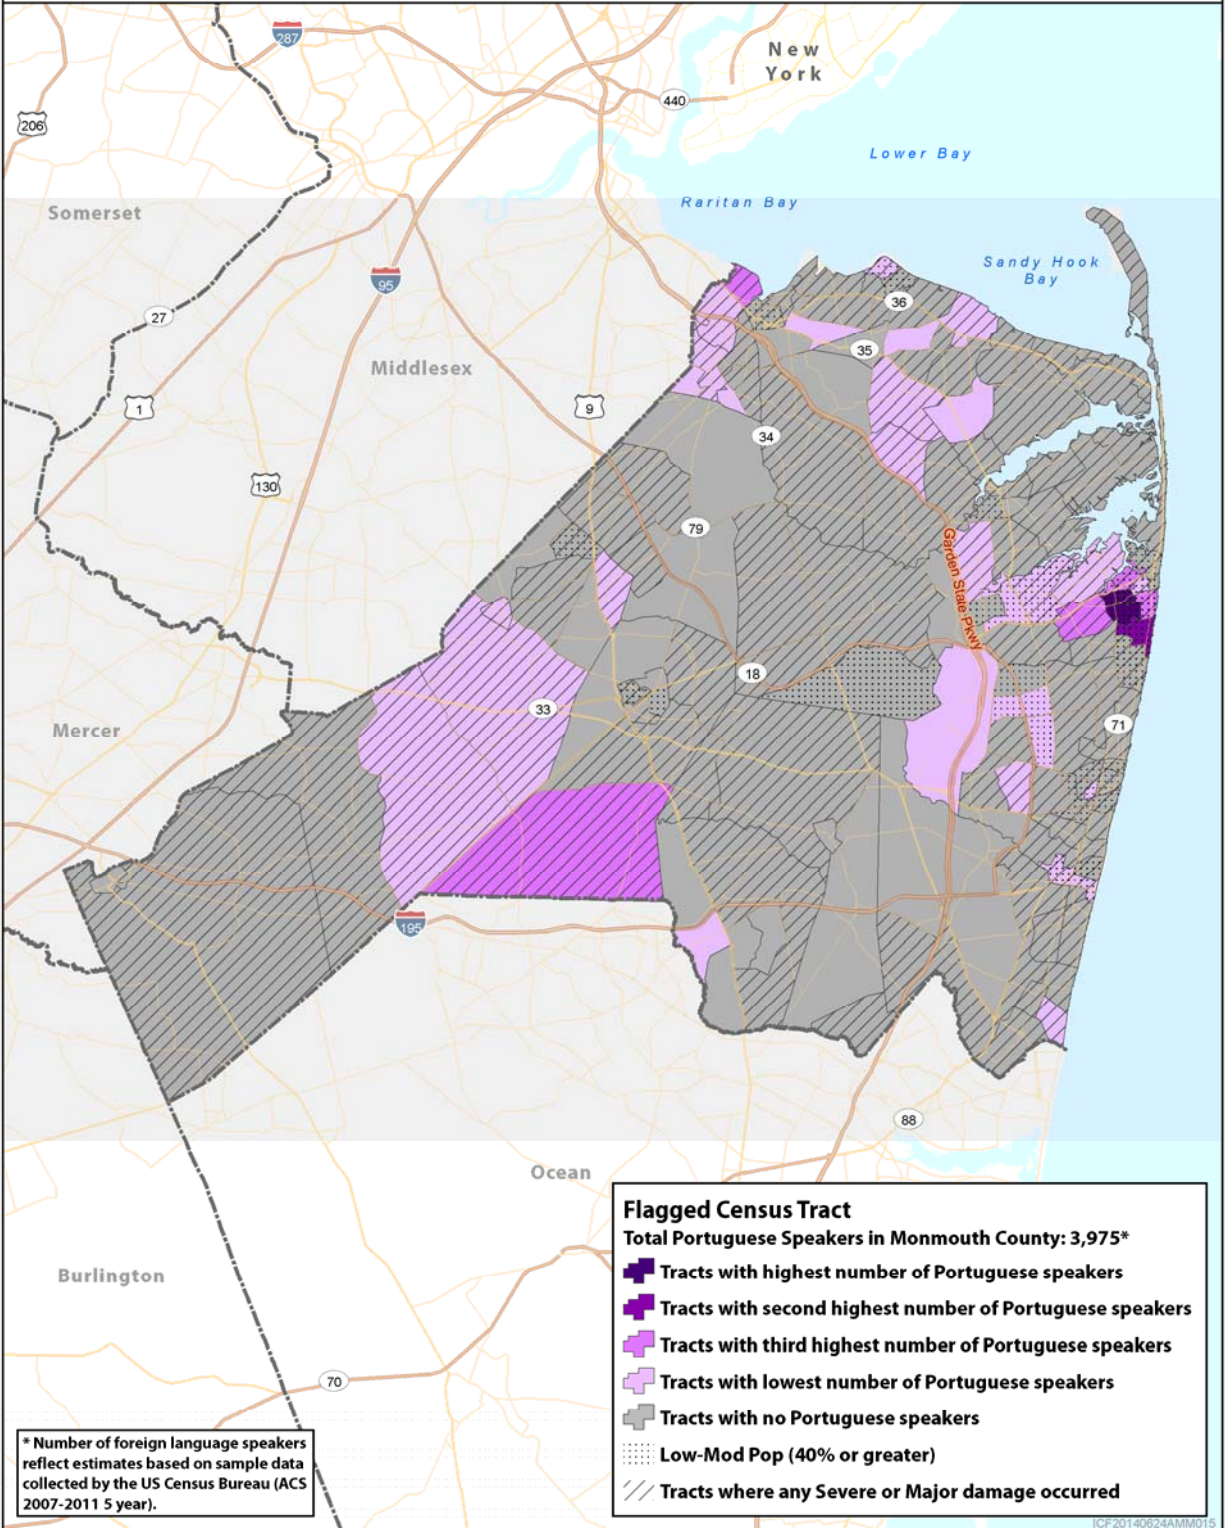 287
New
York
440
206
Lower Bay
Raritan Bay
Somerset
Sandy Hook
Bay
95
36
27
35
Middlesex
1
9
34
130
79
Garden State Pkwy
18
33
71
Mercer
195
88
Ocean
Burlington
70
Flagged Census Tract
Total Portuguese Speakers in Monmouth County: 3,975*
Tracts with highest number of Portuguese speakers
Tracts with second highest number of Portuguese speakers
Tracts with third highest number of Portuguese speakers
Tracts with lowest number of Portuguese speakers
Tracts with no Portuguese speakers
Low-Mod Pop (40% or greater)
Tracts where any Severe or Major damage occurred
* Number of foreign language speakers
reflect estimates based on sample data
collected by the US Census Bureau (ACS
2007-2011 5 year).
ICF20140624AMM015